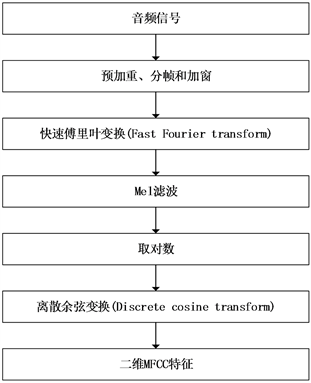 音频信号
预加重、分帧和加窗
快速傅里叶变换(Fast Fourier transform)
Mel滤波
取对数
离散余弦变换(Discrete cosine transform)
二维MFCC特征